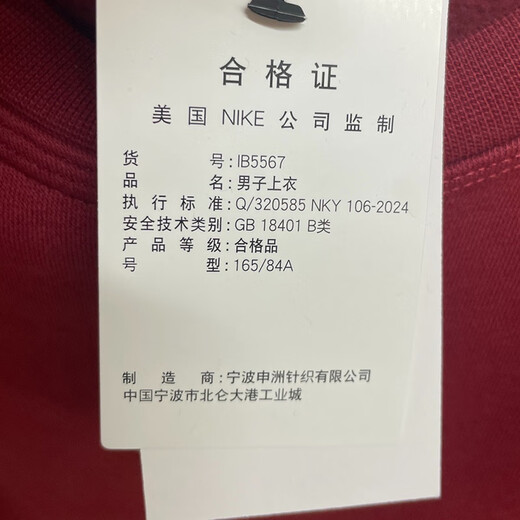 合格证
美国 NIKE 公司监制
货号:IB5567
品名:男子上衣
执行标准:Q/320585 NKY 106-2024
安全技术类别:GB 18401 B类
产品等级:合格品
号型:165/84A
制造商:宁波申洲针织有限公司
中国宁波市北仑大港工业城